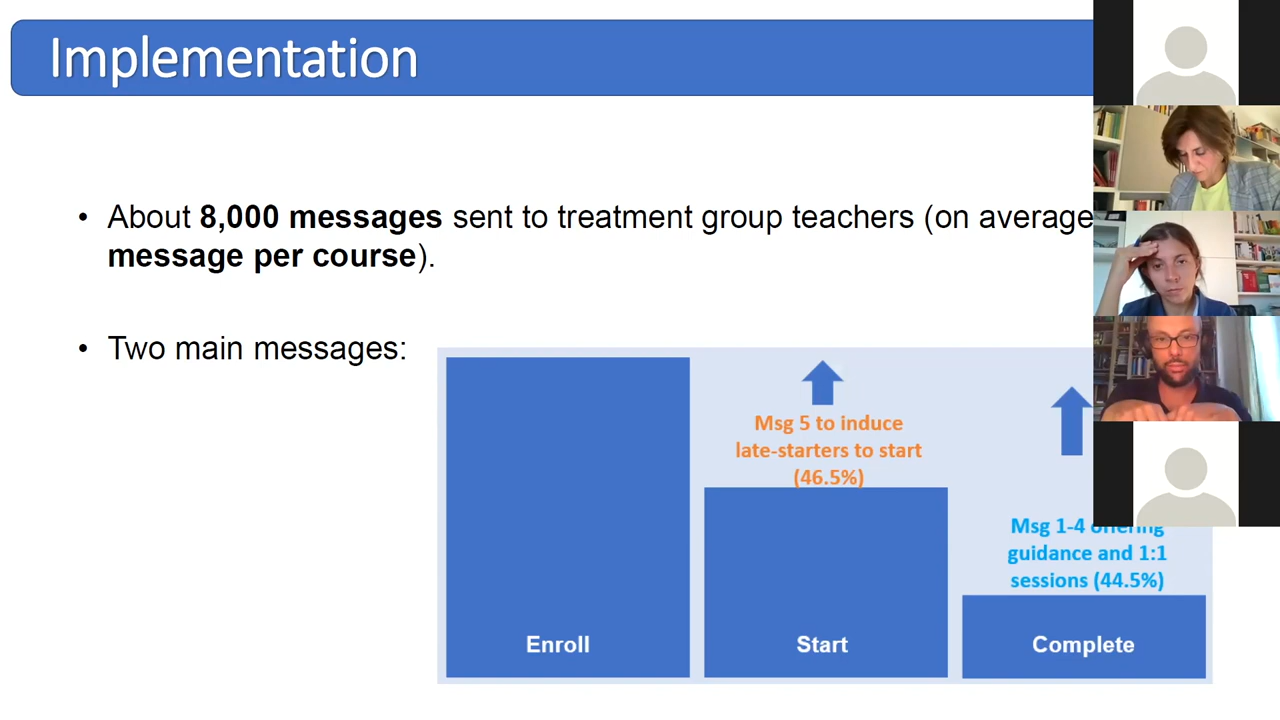 Implementation
• About 8,000 messages sent to treatment group teachers (on average
message per course).
• Two main messages:
Msg 5 to induce
late-starters to start
(46.5%)
Msg 1-4 offering
guidance and 1:1
sessions (44.5%)
Enroll
Start
Complete